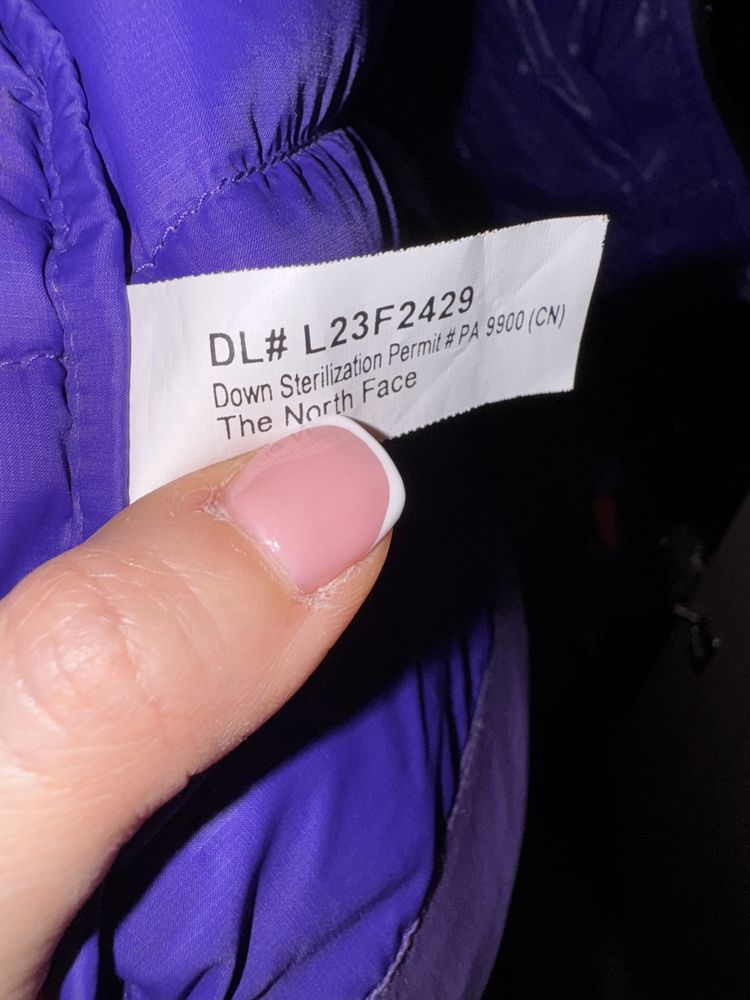 DL# L23F2429
Down Sterilization Permit # PA 9900 (CN)
The North Face